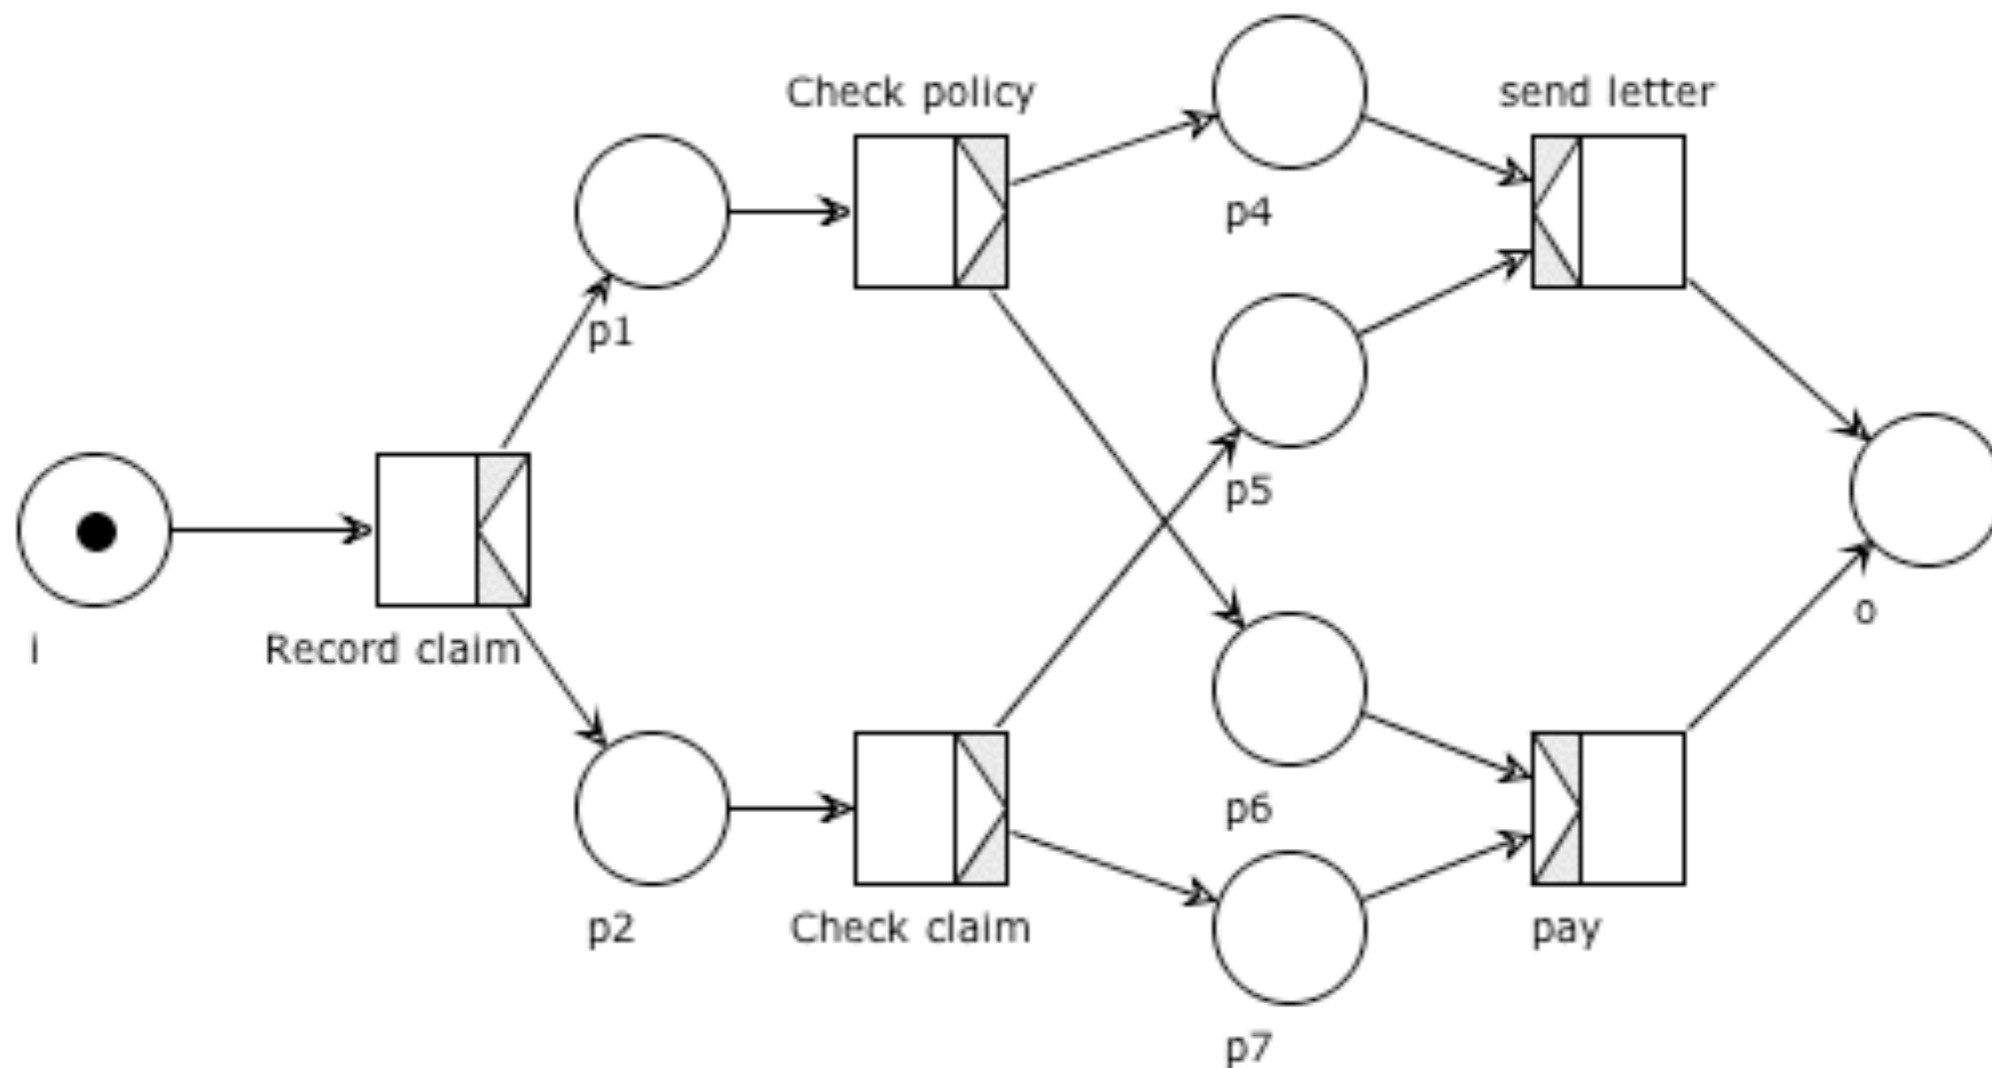 Check policy
send letter
p4
p1
p5
i
Record claim
o
p6
p2
Check claim
pay
p7